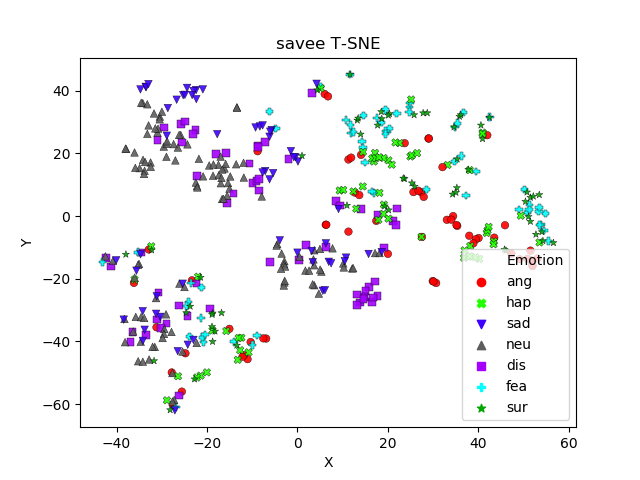 savee T-SNE
Y
40
20
0
−20
−40
−60
−40
−20
0
20
40
60
X
Emotion
ang
hap
sad
neu
dis
fea
sur